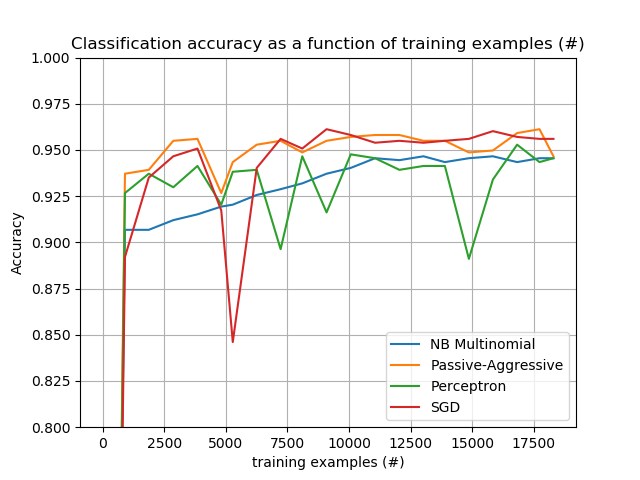 Classification accuracy as a function of training examples (#)
1.000
0.975
0.950
0.925
0.900
0.875
0.850
0.825
0.800
Accuracy
NB Multinomial
Passive-Aggressive
Perceptron
SGD
0 2500 5000 7500 10000 12500 15000 17500
training examples (#)